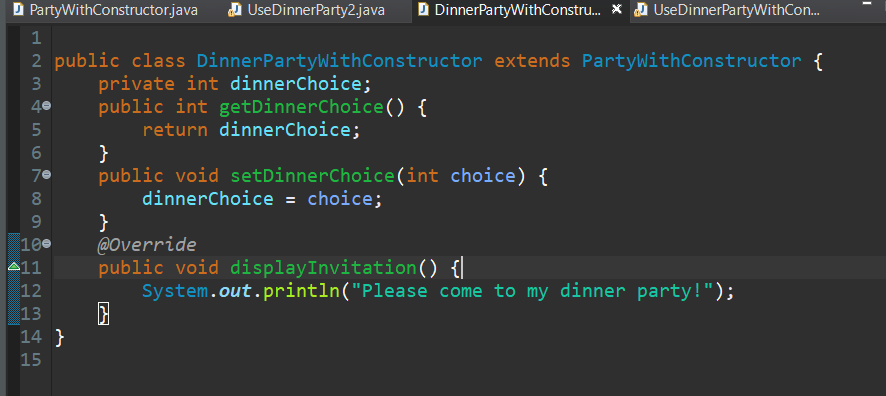 PartyWithConstructor.java UseDinnerParty2.java DinnerPartyWithConstru... UseDinnerPartyWithCon...
1
2 public class DinnerPartyWithConstructor extends PartyWithConstructor {
3 private int dinnerChoice;
4 public int getDinnerChoice() {
5 return dinnerChoice;
6 }
7 public void setDinnerChoice(int choice) {
8 dinnerChoice = choice;
9 }
10 @Override
11 public void displayInvitation() {
12 System.out.println("Please come to my dinner party!");
13 }
14 }
15